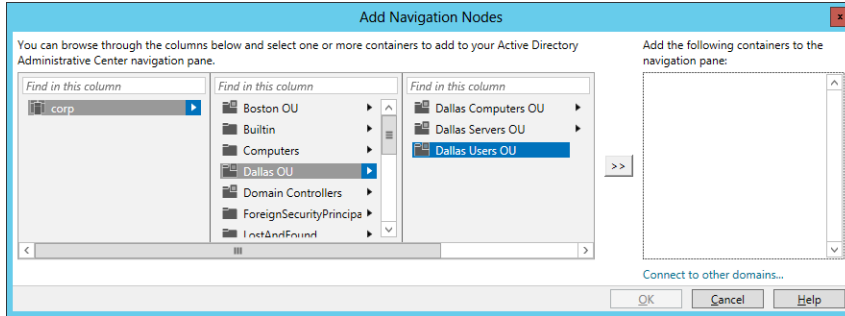 Add Navigation Nodes
x
You can browse through the columns below and select one or more containers to add to your Active Directory
Administrative Center navigation pane.
Add the following containers to the
navigation pane:
Find in this column
corp
Find in this column
Boston OU
Builtin
Computers
Dallas OU
Domain Controllers
ForeignSecurityPrincipa
LostAndFound
Find in this column
Dallas Computers OU
Dallas Servers OU
Dallas Users OU
>>
Connect to other domains...
OK
Cancel
Help